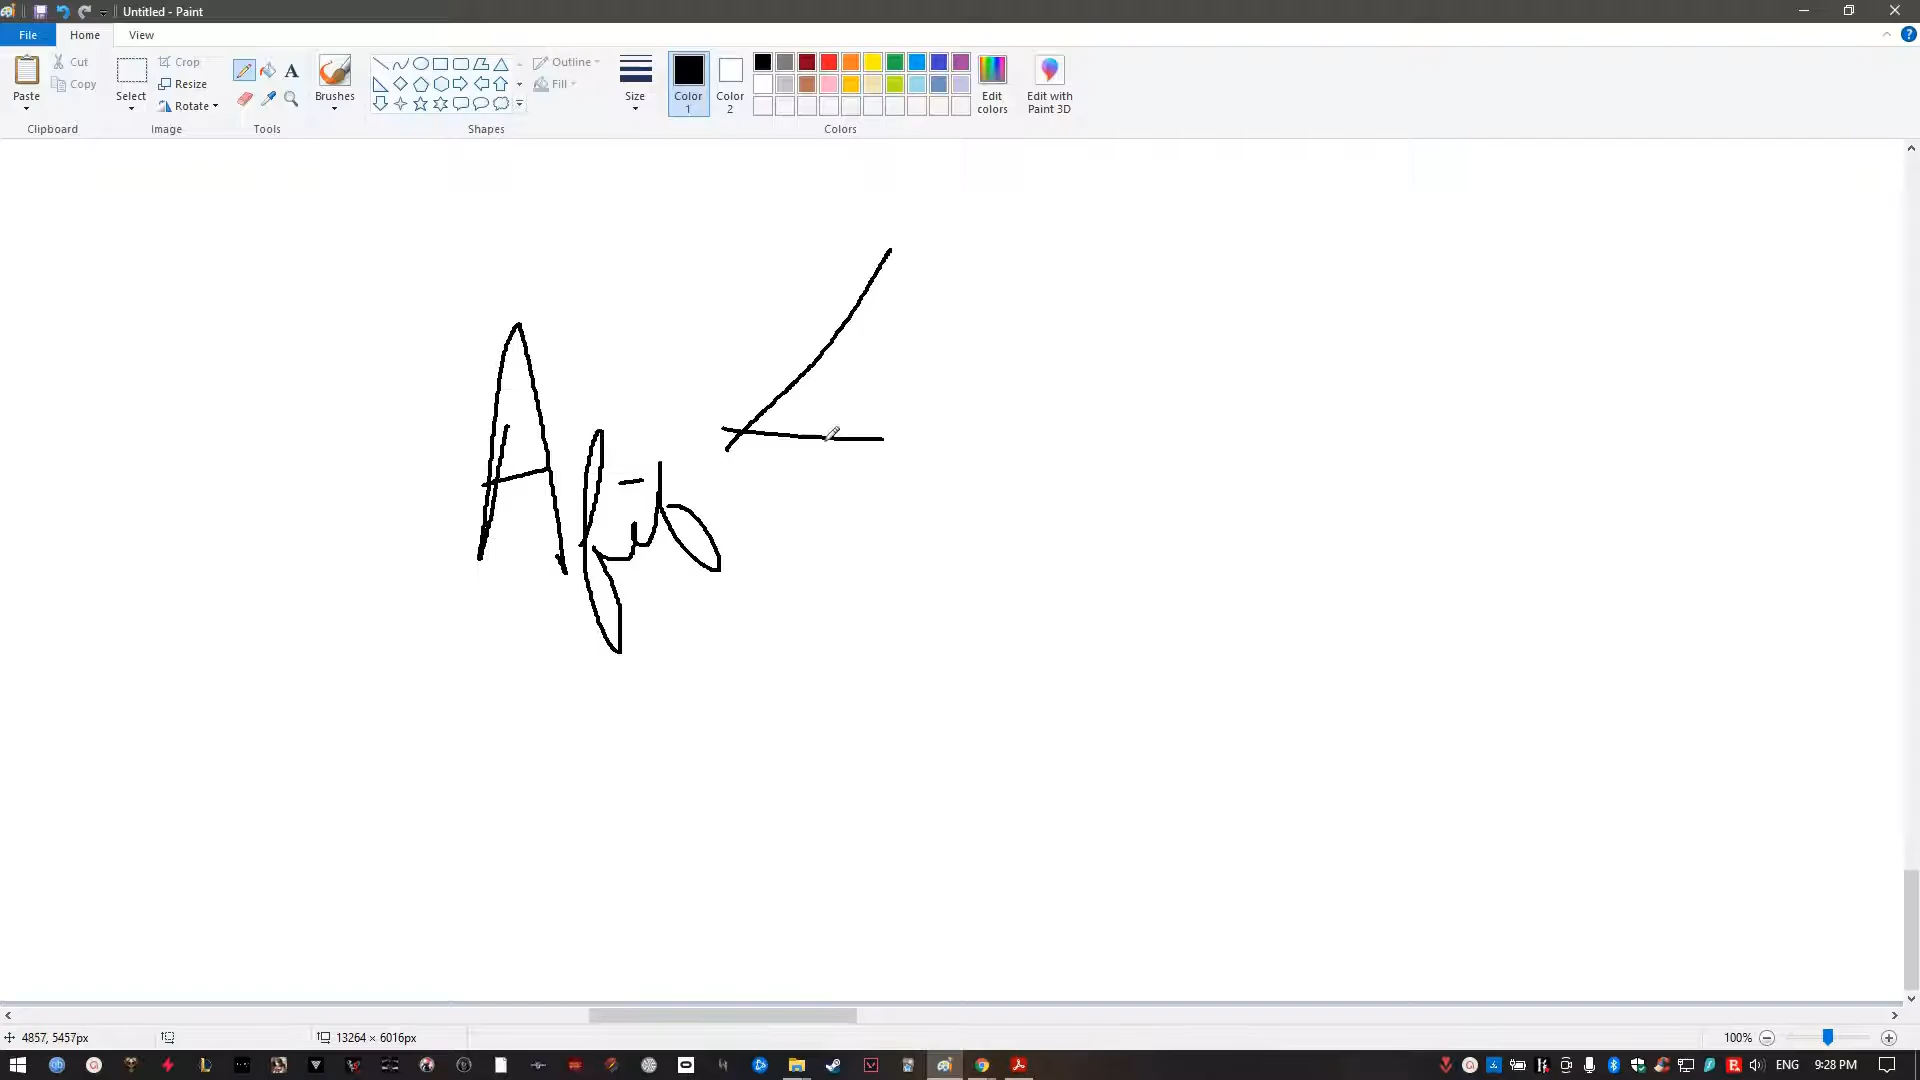 Untitled - Paint
File Home View
Paste Cut Copy Clipboard
Select Crop Resize Rotate Image
Tools
Brushes
Outline Fill Shapes
Size
Color 1 Color 2 Edit colors Edit with Paint 3D
Colors
4857, 5457px 13264 × 6016px 100%
ENG 9:28 PM